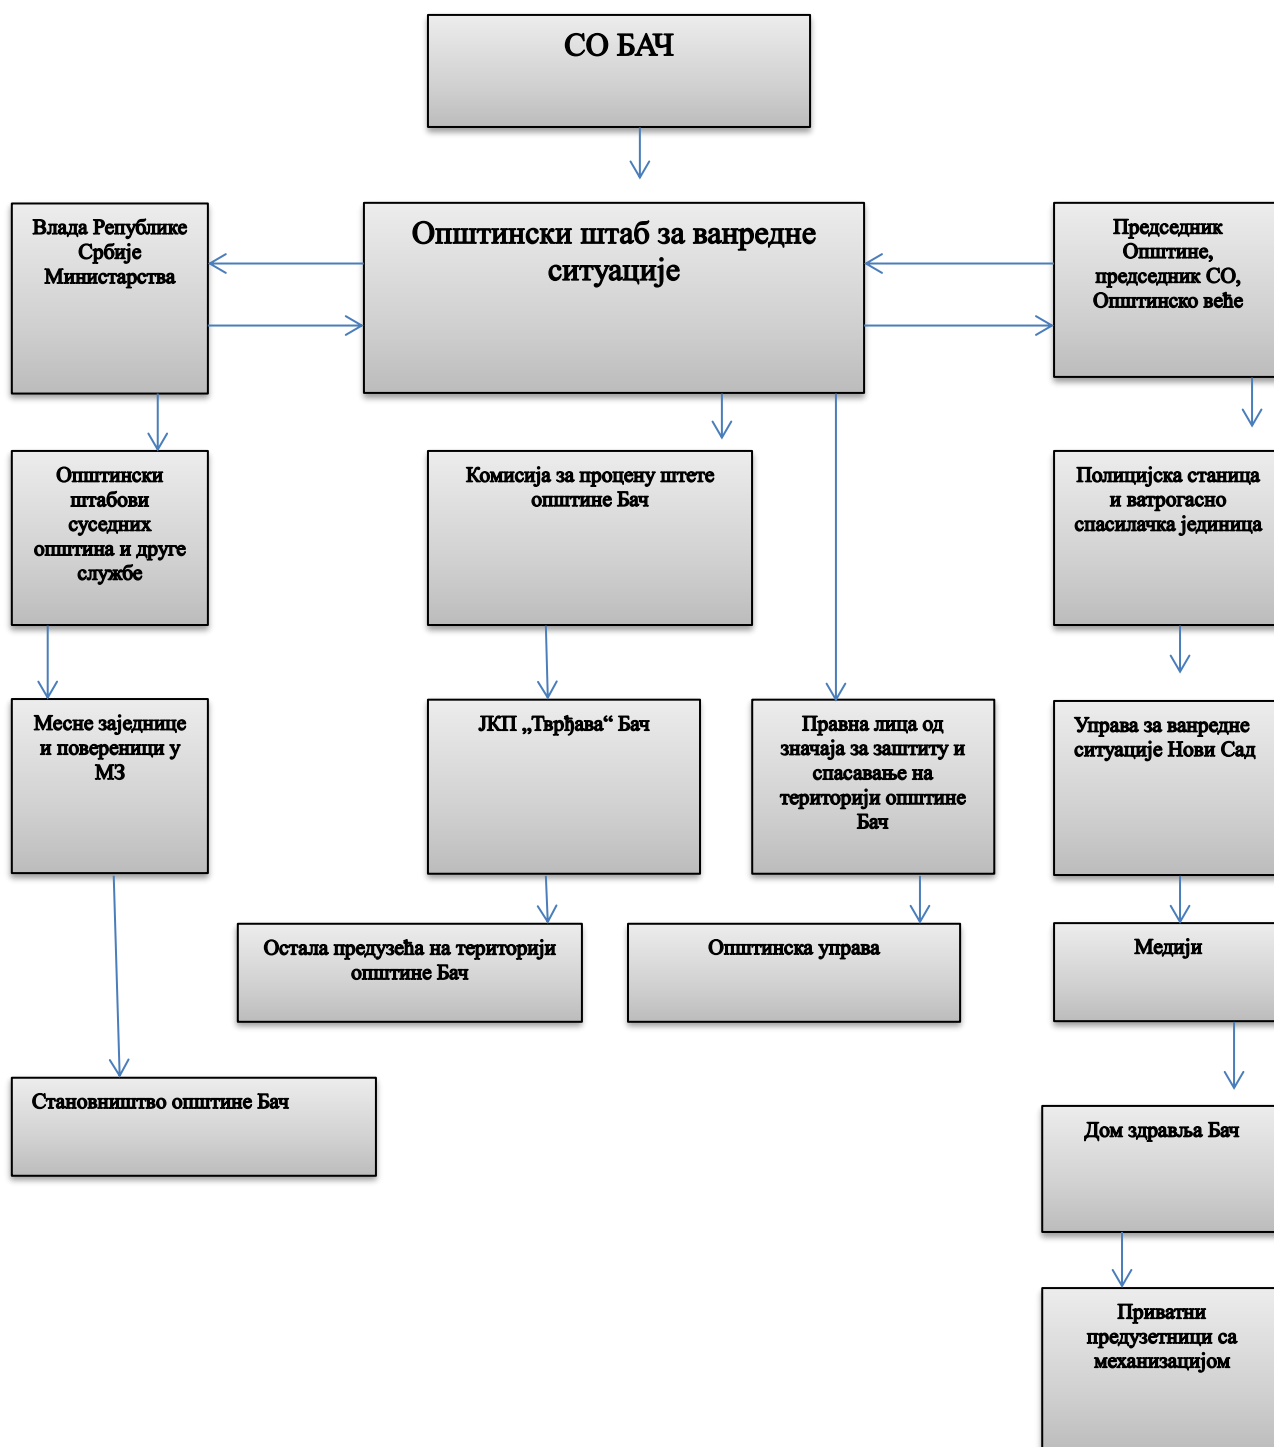 СО БАЧ
Влада Републике
Србије
Министарства
Општински штаб за ванредне
ситуације
Председник
Општине,
председник СО,
Општинско веће
Општински
штабови
суседних
општина и друге
службе
Комисија за процену штете
општине Бач
Полицијска станица
и ватрогасно
спасилачка јединица
Месне заједнице
и повереници у
МЗ
ЈКП „Тврђава“ Бач
Правна лица од
значаја за заштиту и
спасавање на
територији општине
Бач
Управа за ванредне
ситуације Нови Сад
Остала предузећа на територији
општине Бач
Општинска управа
Медији
Становништво општине Бач
Дом здравља Бач
Приватни
предузетници са
механизацијом